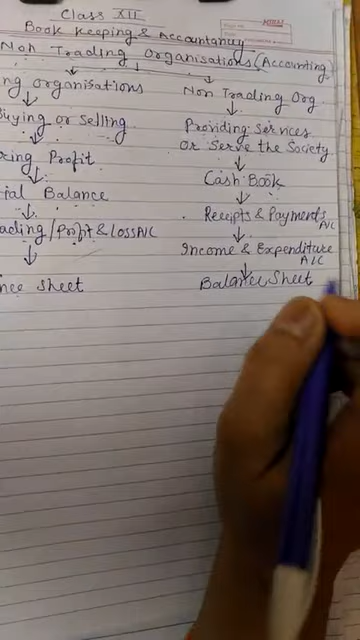 Class XII
Book Keeping & Accountancy
Non Trading Organisations (Accounting)
ng organisations
Non Trading Org.
Buying or Selling
Providing Services
or Serve the Society
ring Profit
Cash Book
ial Balance
Receipts & Payments A/C
ading/Profit & Loss A/C
Income & Expenditure A/C
nce Sheet
Balance Sheet